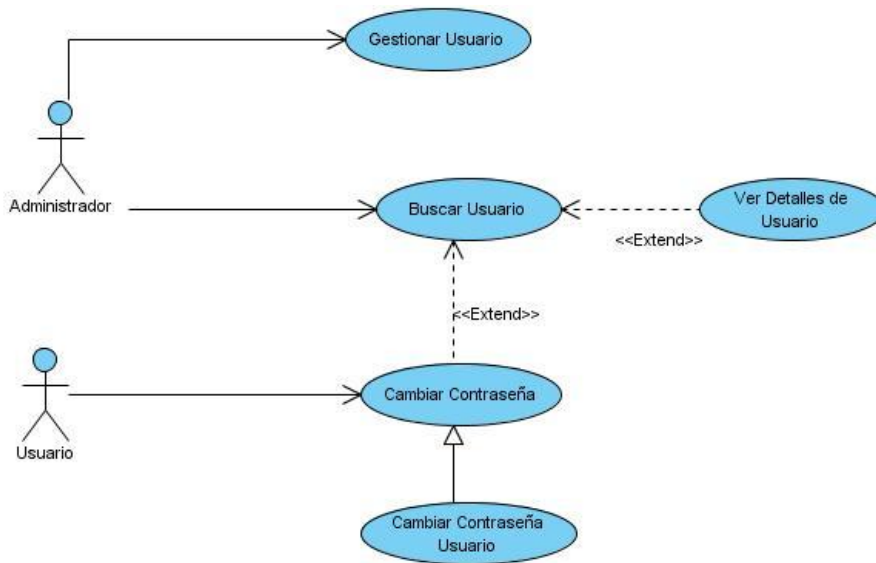 Gestionar Usuario
Administrador
Buscar Usuario
Ver Detalles de
Usuario
<<Extend>>
<<Extend>>
Usuario
Cambiar Contraseña
Cambiar Contraseña
Usuario